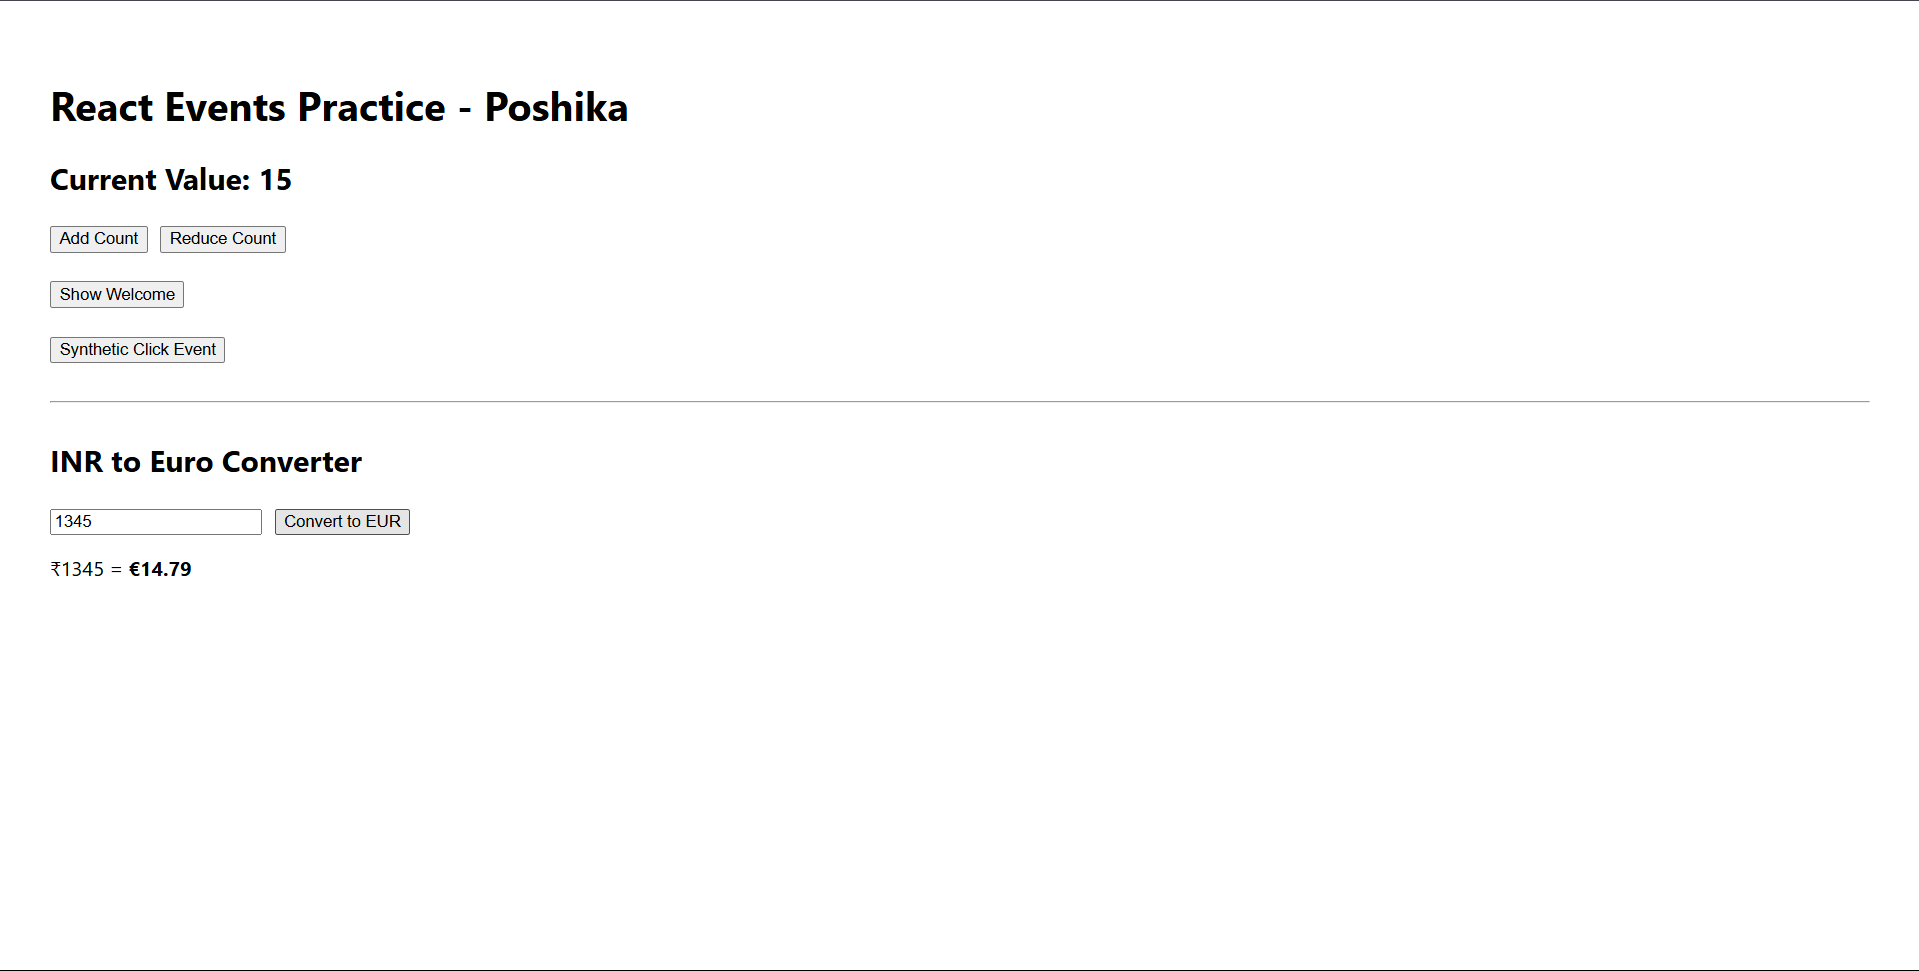 React Events Practice - Poshika
Current Value: 15
Add Count Reduce Count
Show Welcome
Synthetic Click Event
INR to Euro Converter
1345 Convert to EUR
₹1345 = €14.79